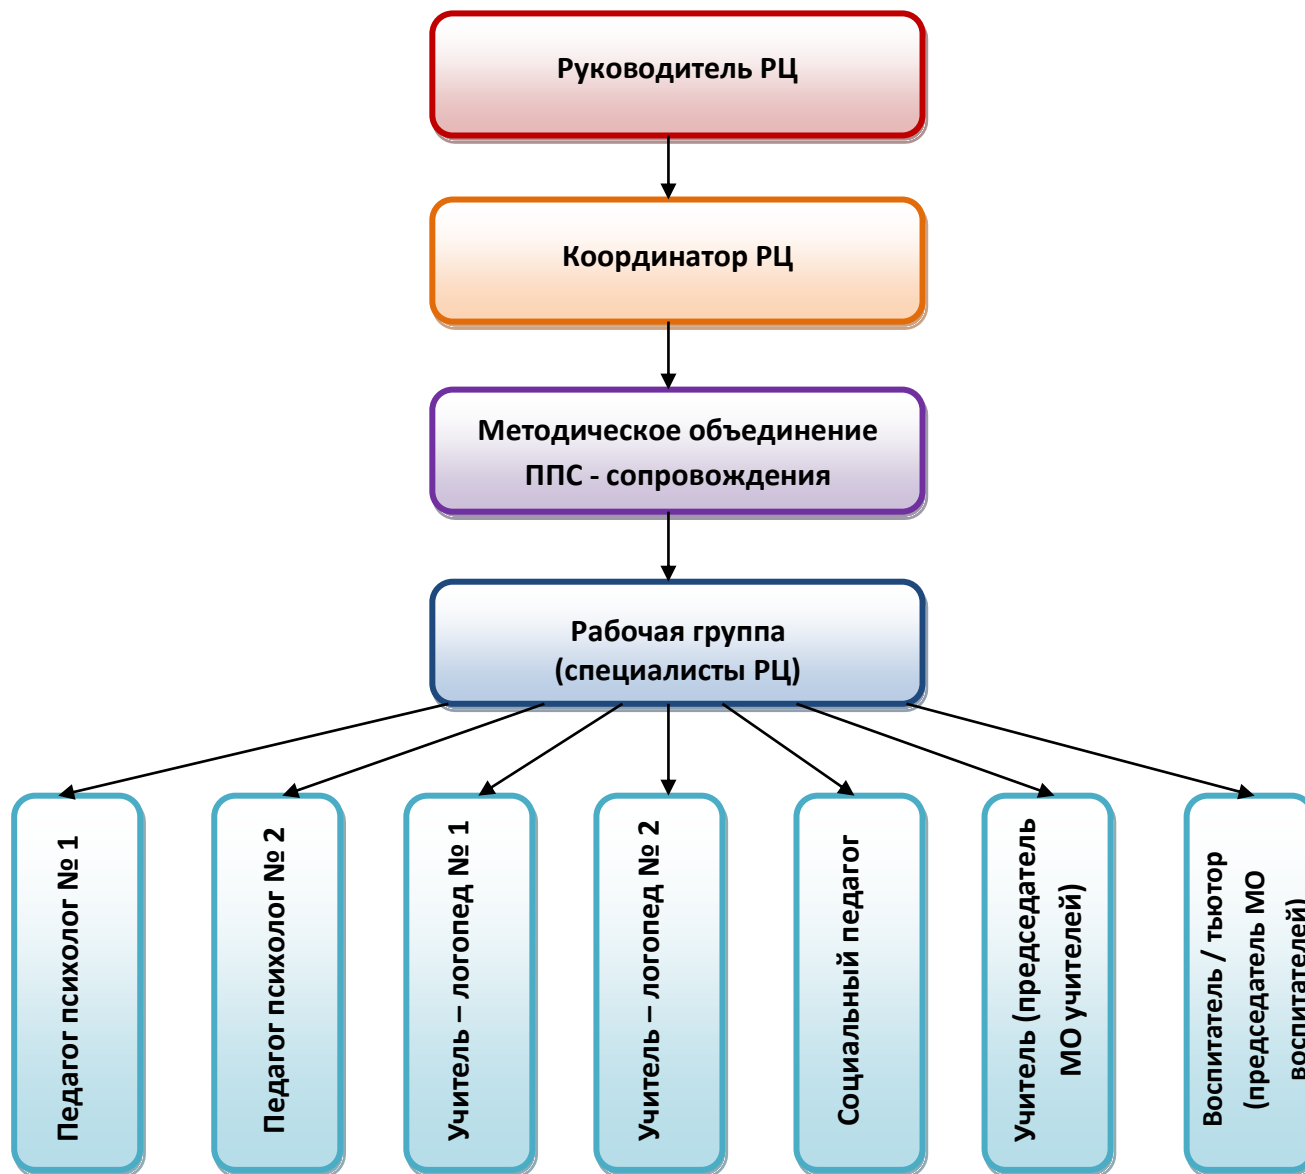 Руководитель РЦ
Координатор РЦ
Методическое объединение
ППС - сопровождения
Рабочая группа
(специалисты РЦ)
Педагог психолог № 1
Педагог психолог № 2
Учитель – логопед № 1
Учитель – логопед № 2
Социальный педагог
Учитель (председатель
МО учителей)
Воспитатель / тьютор
(председатель МО
воспитателей)